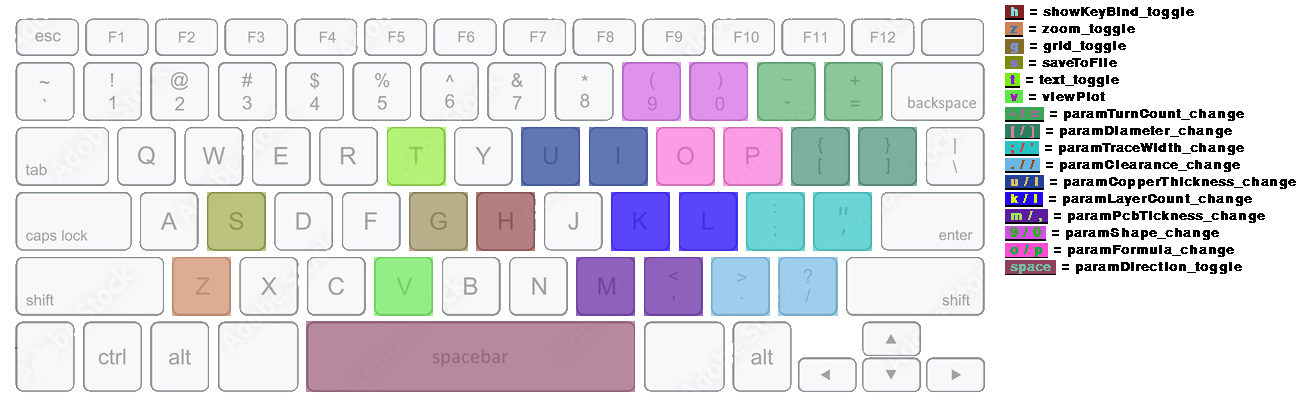 esc F1 F2 F3 F4 F5 F6 F7 F8 F9 F10 F11 F12
~ ! @ # $ % ^ & * ( ) _ +
` 1 2 3 4 5 6 7 8 9 0 - = backspace
tab Q W E R T Y U I O P { } |
[ ] \
caps lock A S D F G H J K L : " enter
; '
shift Z X C V B N M < > ? shift
, . /
ctrl alt spacebar alt
h = showKeyBind_toggle
z = zoom_toggle
g = grid_toggle
s = saveToFile
t = text_toggle
v = viewPlot
- / = = paramTurnCount_change
[ / ] = paramDiameter_change
; / ' = paramTraceWidth_change
. / / = paramClearance_change
u / i = paramCopperThickness_change
k / l = paramLayerCount_change
m / , = paramPcbTickness_change
9 / 0 = paramShape_change
o / p = paramFormula_change
space = paramDirection_toggle